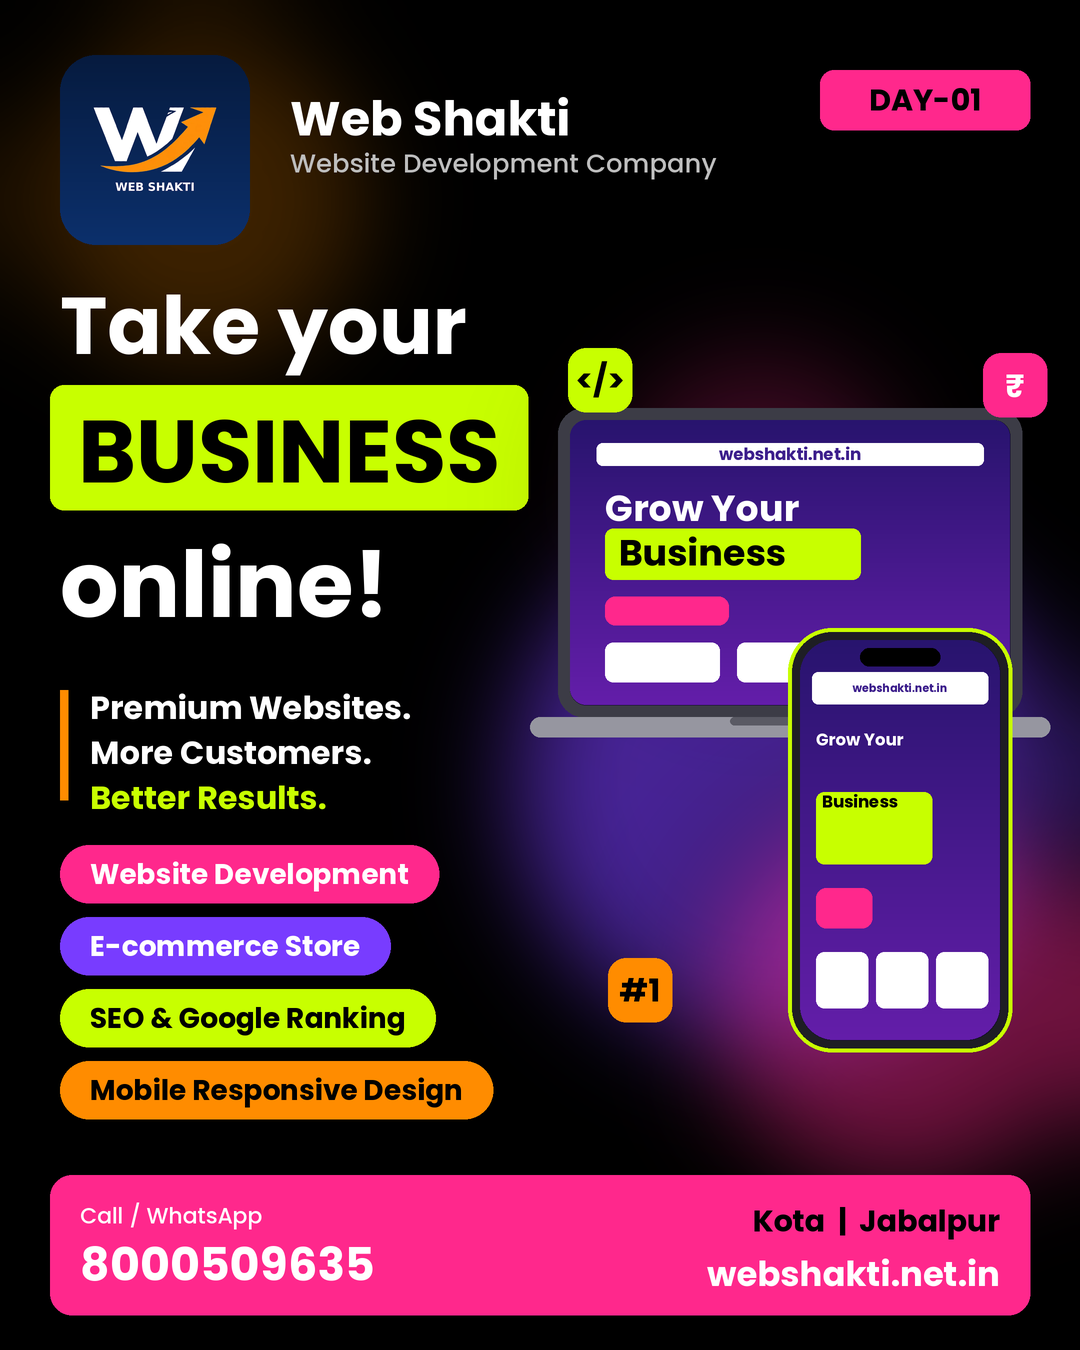 WEB SHAKTI
Web Shakti
Website Development Company
DAY-01
Take your
BUSINESS
online!
</>
₹
webshakti.net.in
Grow Your
Business
webshakti.net.in
Grow Your
Business
Premium Websites.
More Customers.
Better Results.
Website Development
E-commerce Store
SEO & Google Ranking
Mobile Responsive Design
#1
Call / WhatsApp
8000509635
Kota | Jabalpur
webshakti.net.in